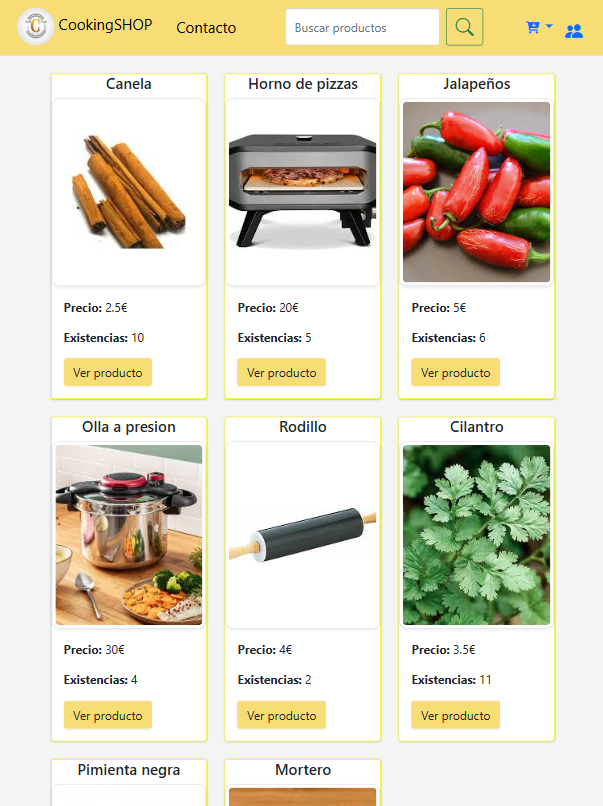 CookingSHOP
Contacto
Buscar productos
Canela
Horno de pizzas
Jalapeños
Precio: 2.5€
Precio: 20€
Precio: 5€
Existencias: 10
Existencias: 5
Existencias: 6
Ver producto
Ver producto
Ver producto
Olla a presion
Rodillo
Cilantro
Precio: 30€
Precio: 4€
Precio: 3.5€
Existencias: 4
Existencias: 2
Existencias: 11
Ver producto
Ver producto
Ver producto
Pimienta negra
Mortero